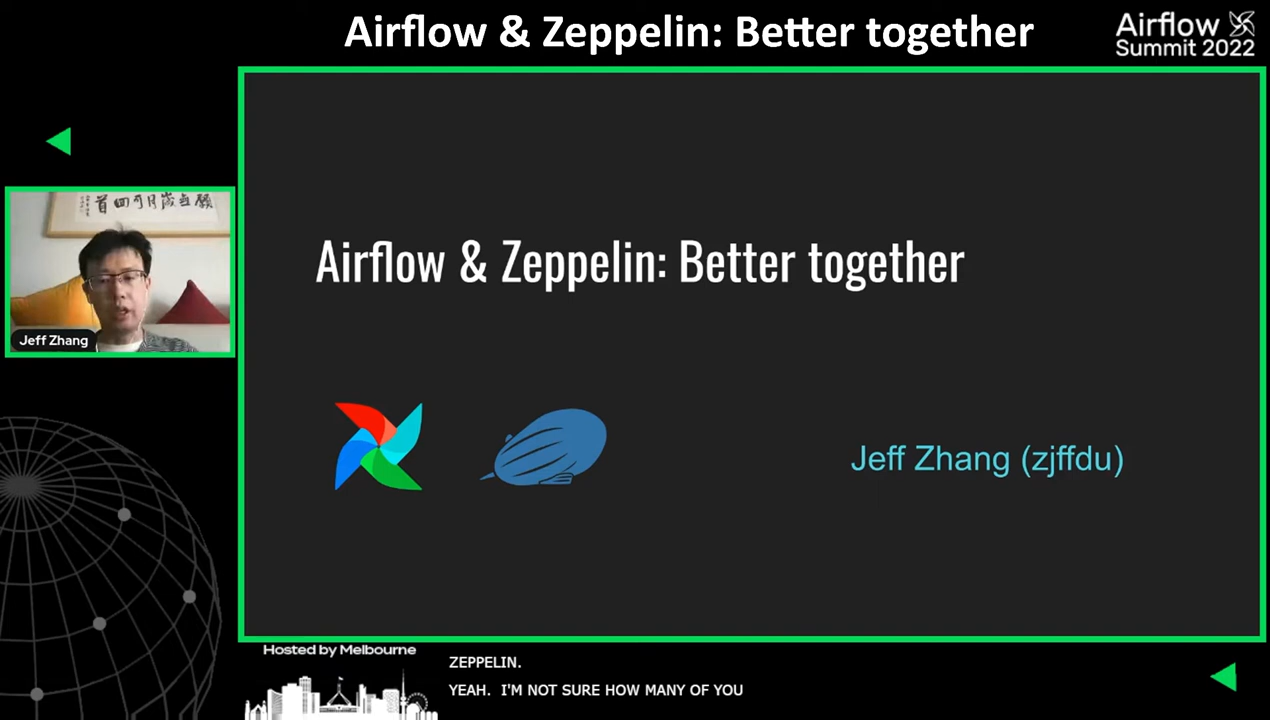 Airflow & Zeppelin: Better together
Airflow
Summit 2022
Jeff Zhang
Airflow & Zeppelin: Better together
Jeff Zhang (zjffdu)
Hosted by Melbourne
ZEPPELIN.
YEAH. I'M NOT SURE HOW MANY OF YOU